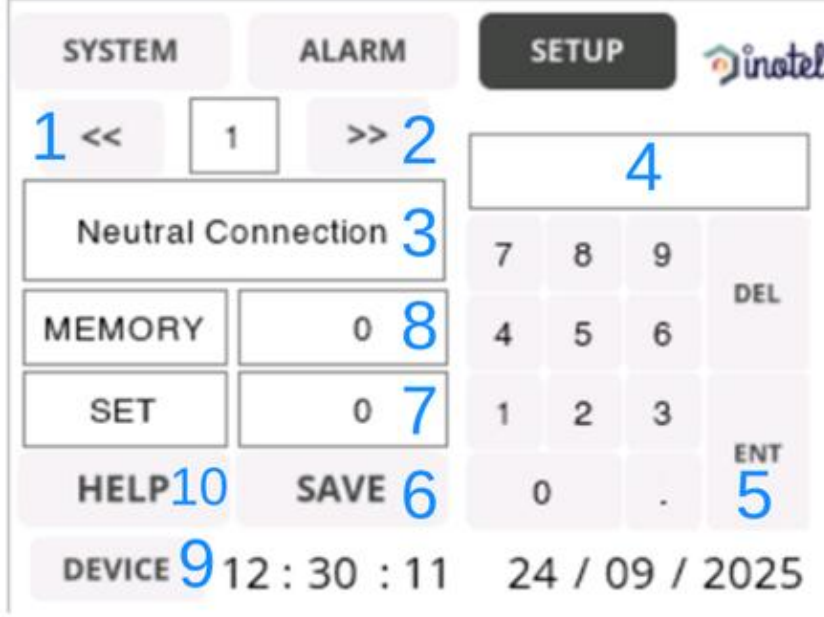 SYSTEM ALARM SETUP inotel
1 << 1 >> 2
4
Neutral Connection 3
7 8 9
DEL
MEMORY 0 8
4 5 6
SET 0 7
1 2 3
ENT
HELP 10 SAVE 6
0 . 5
DEVICE 9 12 : 30 : 11 24 / 09 / 2025